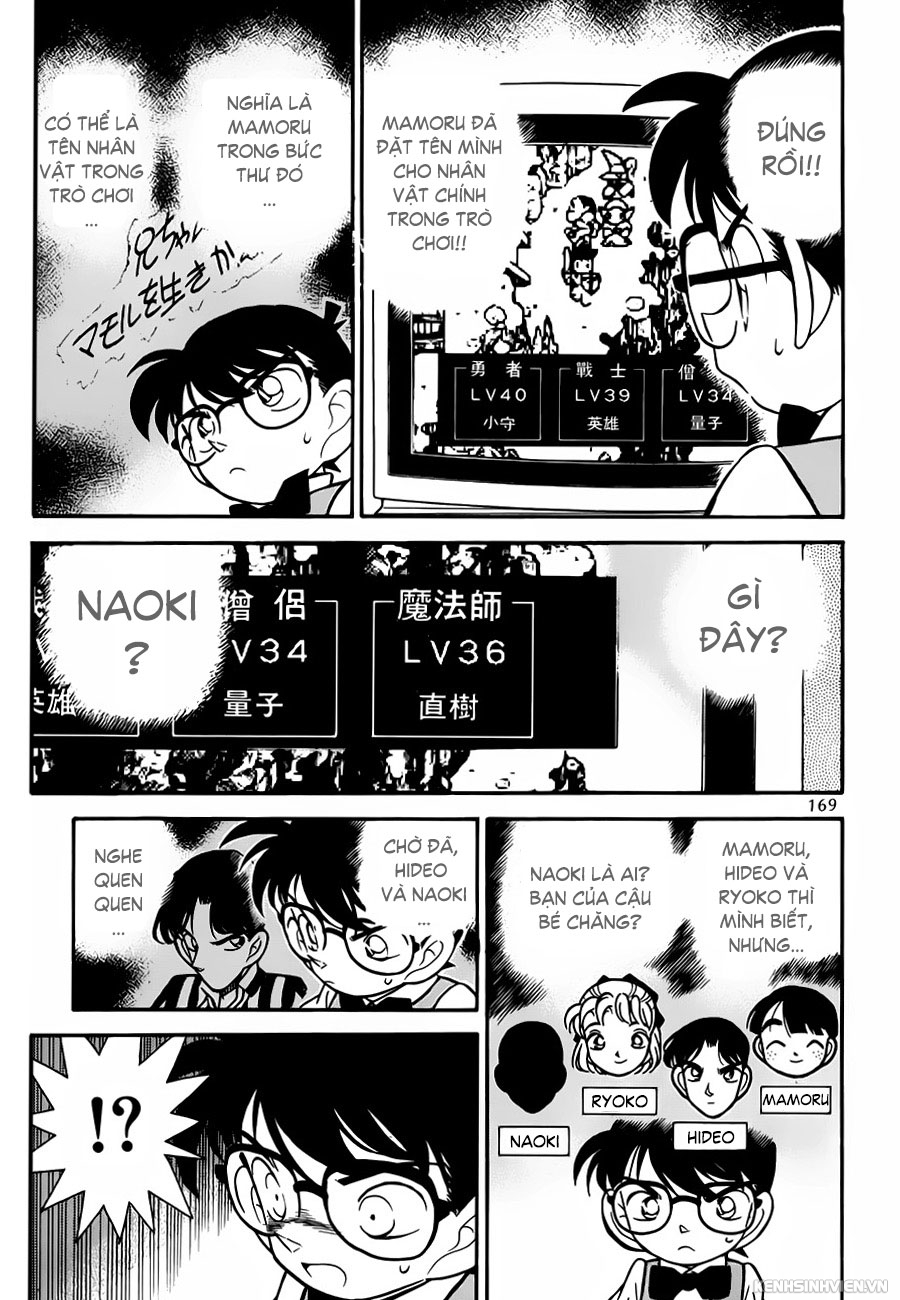 ĐÚNG
RỒI!!
MAMORU ĐÃ
ĐẶT TÊN MÌNH
CHO NHÂN
VẬT CHÍNH
TRONG TRÒ
CHƠI!!
勇者
LV40
小守
戰士
LV39
英雄
僧
LV34
量子
NGHĨA LÀ
MAMORU
TRONG BỨC
THƯ ĐÓ
...
CÓ THỂ LÀ
TÊN NHÂN
VẬT TRONG
TRÒ CHƠI
...
兄ちゃん
マモルを生きか
GÌ
ĐÂY?
NAOKI
?
英雄
僧侶
LV34
量子
魔法師
LV36
直樹
169
MAMORU,
HIDEO VÀ
RYOKO THÌ
MÌNH BIẾT,
NHƯNG...
NAOKI LÀ AI?
BẠN CỦA CẬU
BÉ CHĂNG?
MAMORU
HIDEO
RYOKO
NAOKI
CHỜ ĐÃ,
HIDEO
VÀ NAOKI
...
NGHE
QUEN
QUEN
...
!?
KENHSINHVIEN.VN